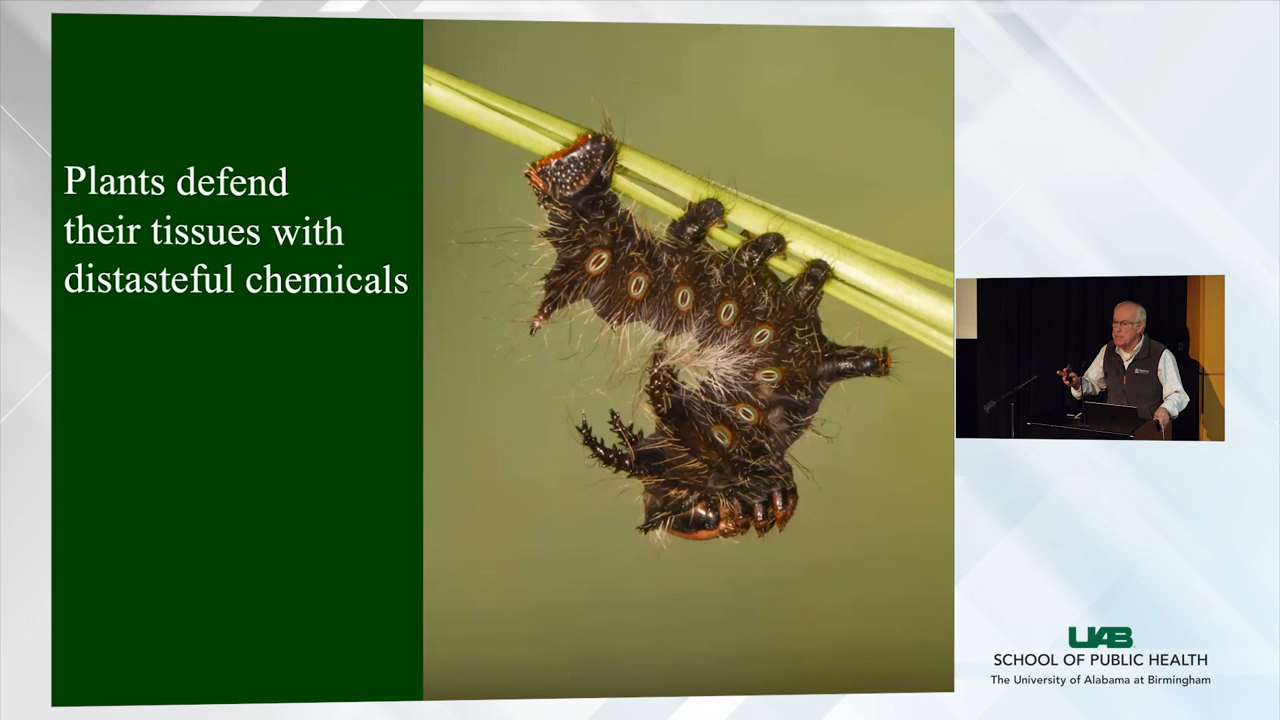 Plants defend
their tissues with
distasteful chemicals
UAB
SCHOOL OF PUBLIC HEALTH
The University of Alabama at Birmingham